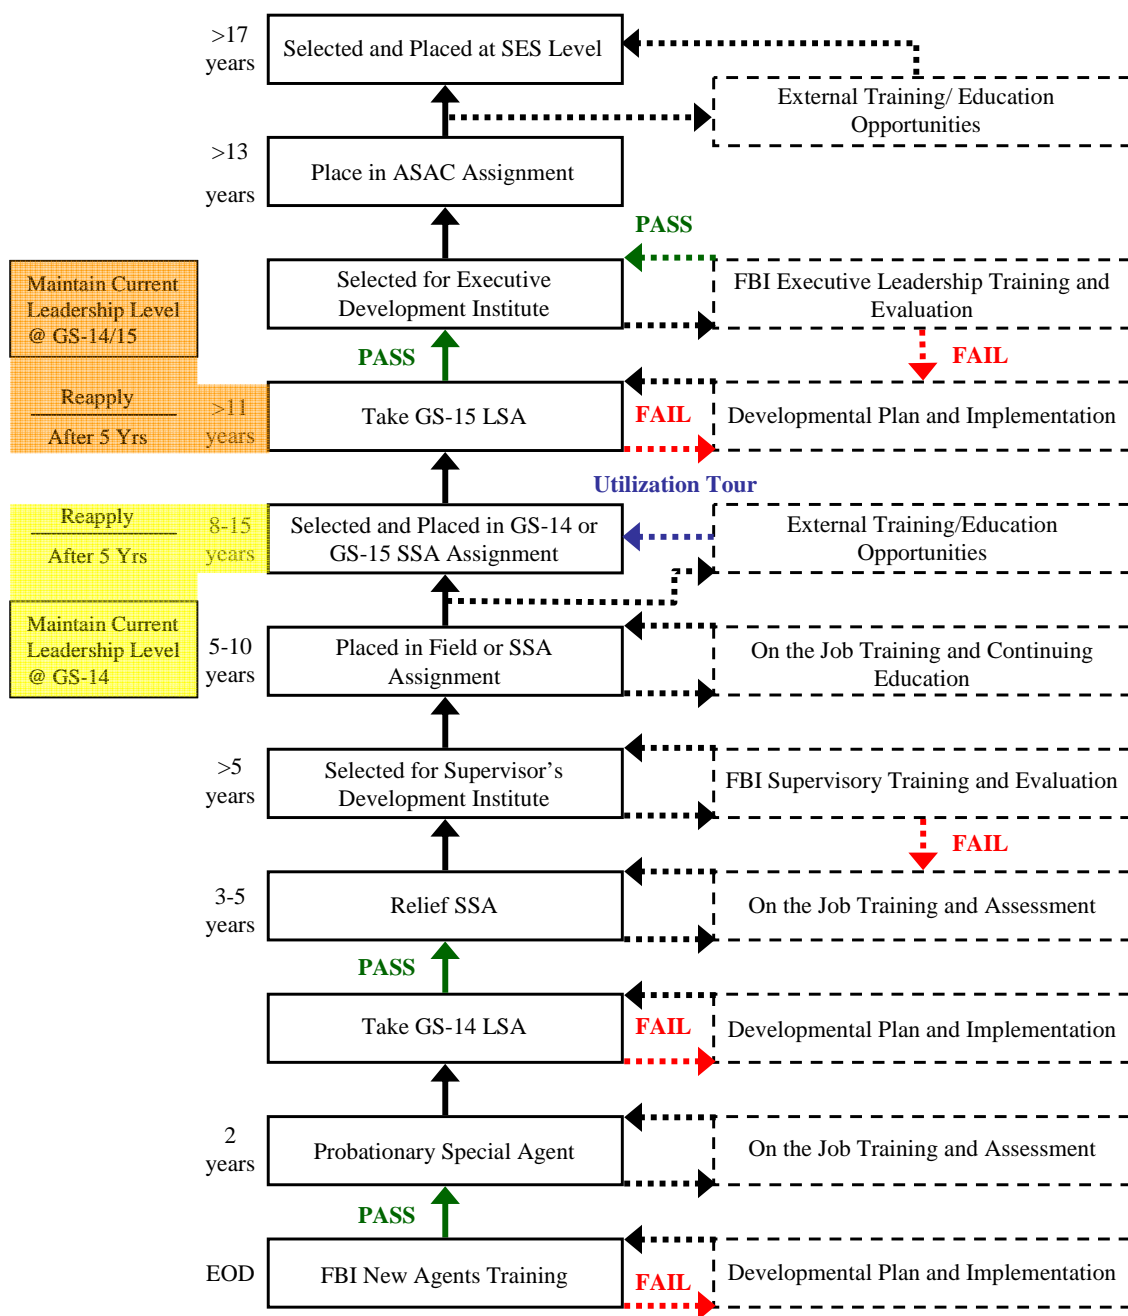 >17
years
Selected and Placed at SES Level
External Training/ Education
Opportunities
>13
years
Place in ASAC Assignment
PASS
Maintain Current
Leadership Level
@ GS-14/15
Selected for Executive
Development Institute
FBI Executive Leadership Training and
Evaluation
PASS
FAIL
Reapply
After 5 Yrs
>11
years
Take GS-15 LSA
FAIL
Developmental Plan and Implementation
Utilization Tour
Reapply
After 5 Yrs
8-15
years
Selected and Placed in GS-14 or
GS-15 SSA Assignment
External Training/Education
Opportunities
Maintain Current
Leadership Level
@ GS-14
5-10
years
Placed in Field or SSA
Assignment
On the Job Training and Continuing
Education
>5
years
Selected for Supervisor’s
Development Institute
FBI Supervisory Training and Evaluation
FAIL
3-5
years
Relief SSA
On the Job Training and Assessment
PASS
Take GS-14 LSA
FAIL
Developmental Plan and Implementation
2
years
Probationary Special Agent
On the Job Training and Assessment
PASS
EOD
FBI New Agents Training
FAIL
Developmental Plan and Implementation